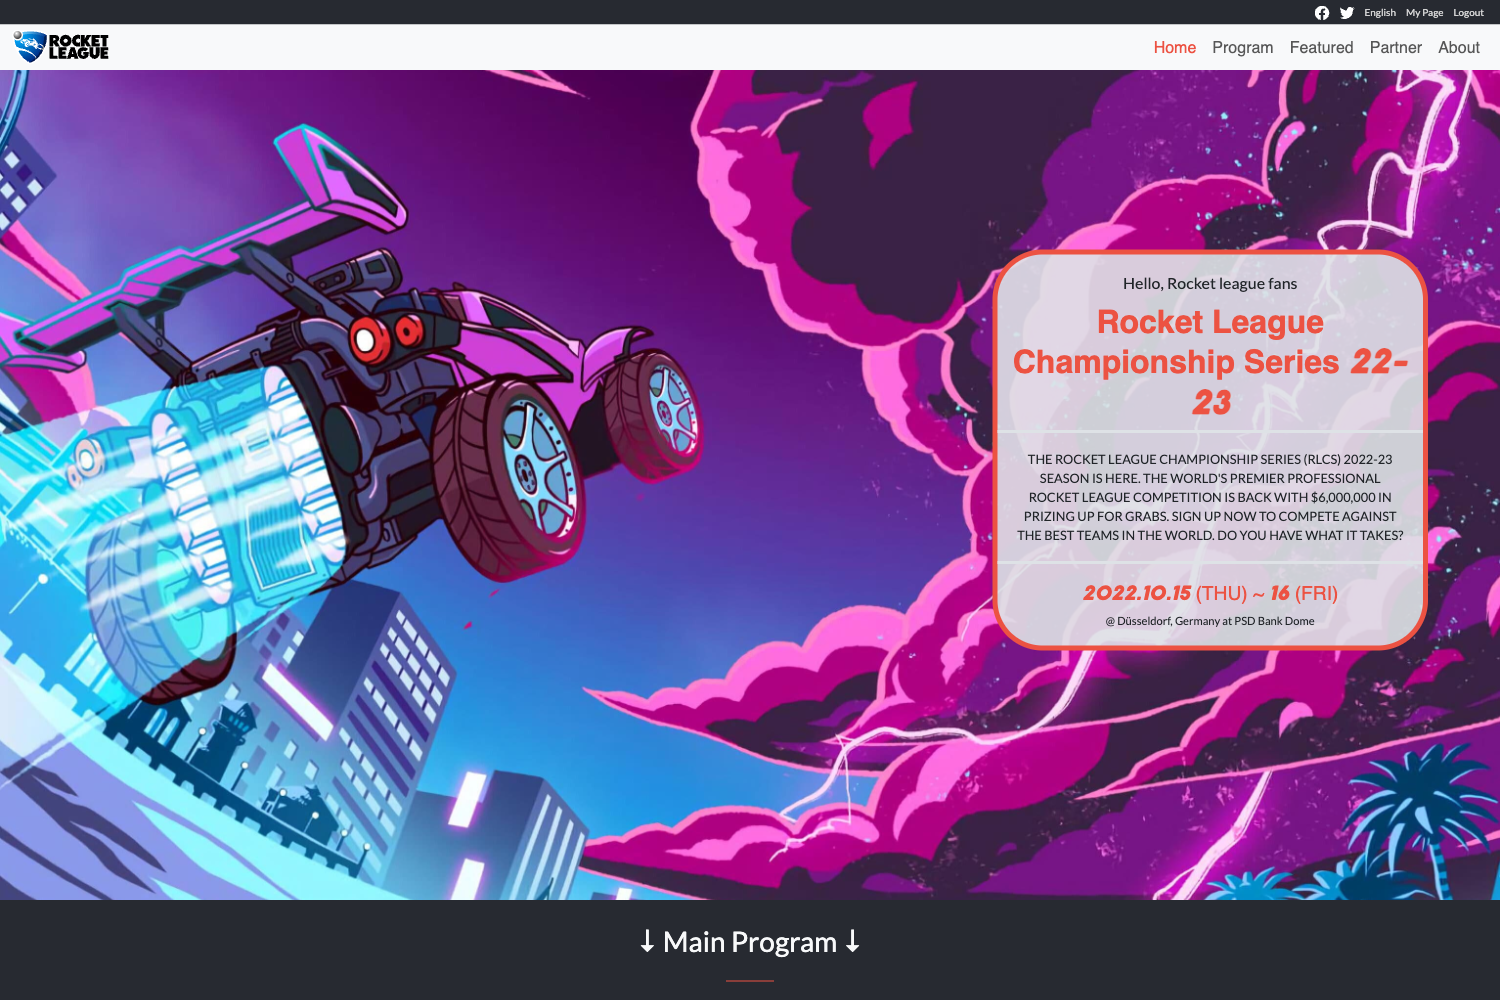 English My Page Logout
ROCKET
LEAGUE
Home Program Featured Partner About
Hello, Rocket league fans
Rocket League
Championship Series 22-
23
THE ROCKET LEAGUE CHAMPIONSHIP SERIES (RLCS) 2022-23
SEASON IS HERE. THE WORLD'S PREMIER PROFESSIONAL
ROCKET LEAGUE COMPETITION IS BACK WITH $6,000,000 IN
PRIZING UP FOR GRABS. SIGN UP NOW TO COMPETE AGAINST
THE BEST TEAMS IN THE WORLD. DO YOU HAVE WHAT IT TAKES?
2022.10.15 (THU) ~ 16 (FRI)
@ Düsseldorf, Germany at PSD Bank Dome
↓ Main Program ↓